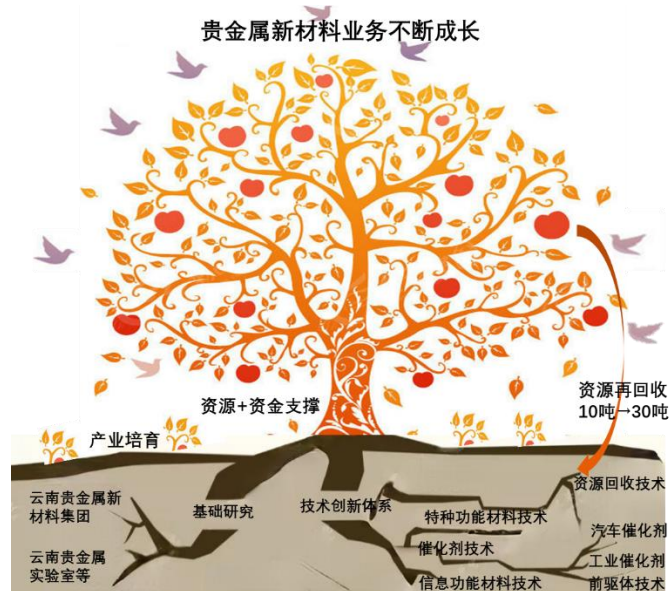 贵金属新材料业务不断成长
资源+资金支撑
资源再回收
10吨→30吨
产业培育
云南贵金属新
材料集团
云南贵金属
实验室等
基础研究
技术创新体系
资源回收技术
特种功能材料技术
汽车催化剂
催化剂技术
工业催化剂
信息功能材料技术
前驱体技术